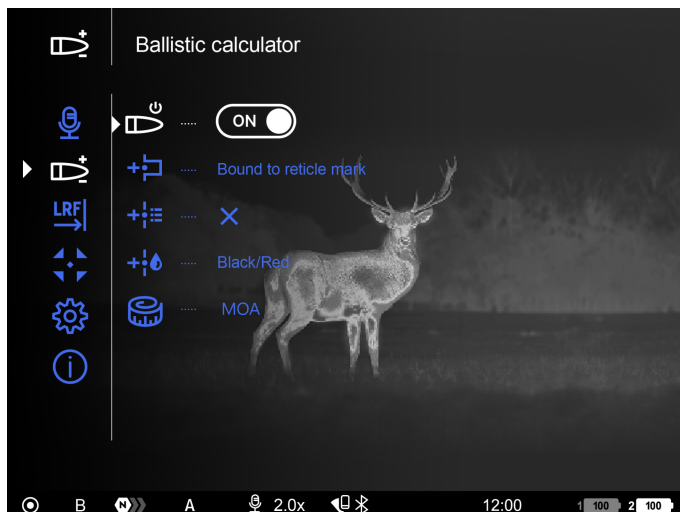 Ballistic calculator
ON
Bound to reticle mark
LRF
Black/Red
MOA
B N A 2.0x 12:00 1 100 2 100